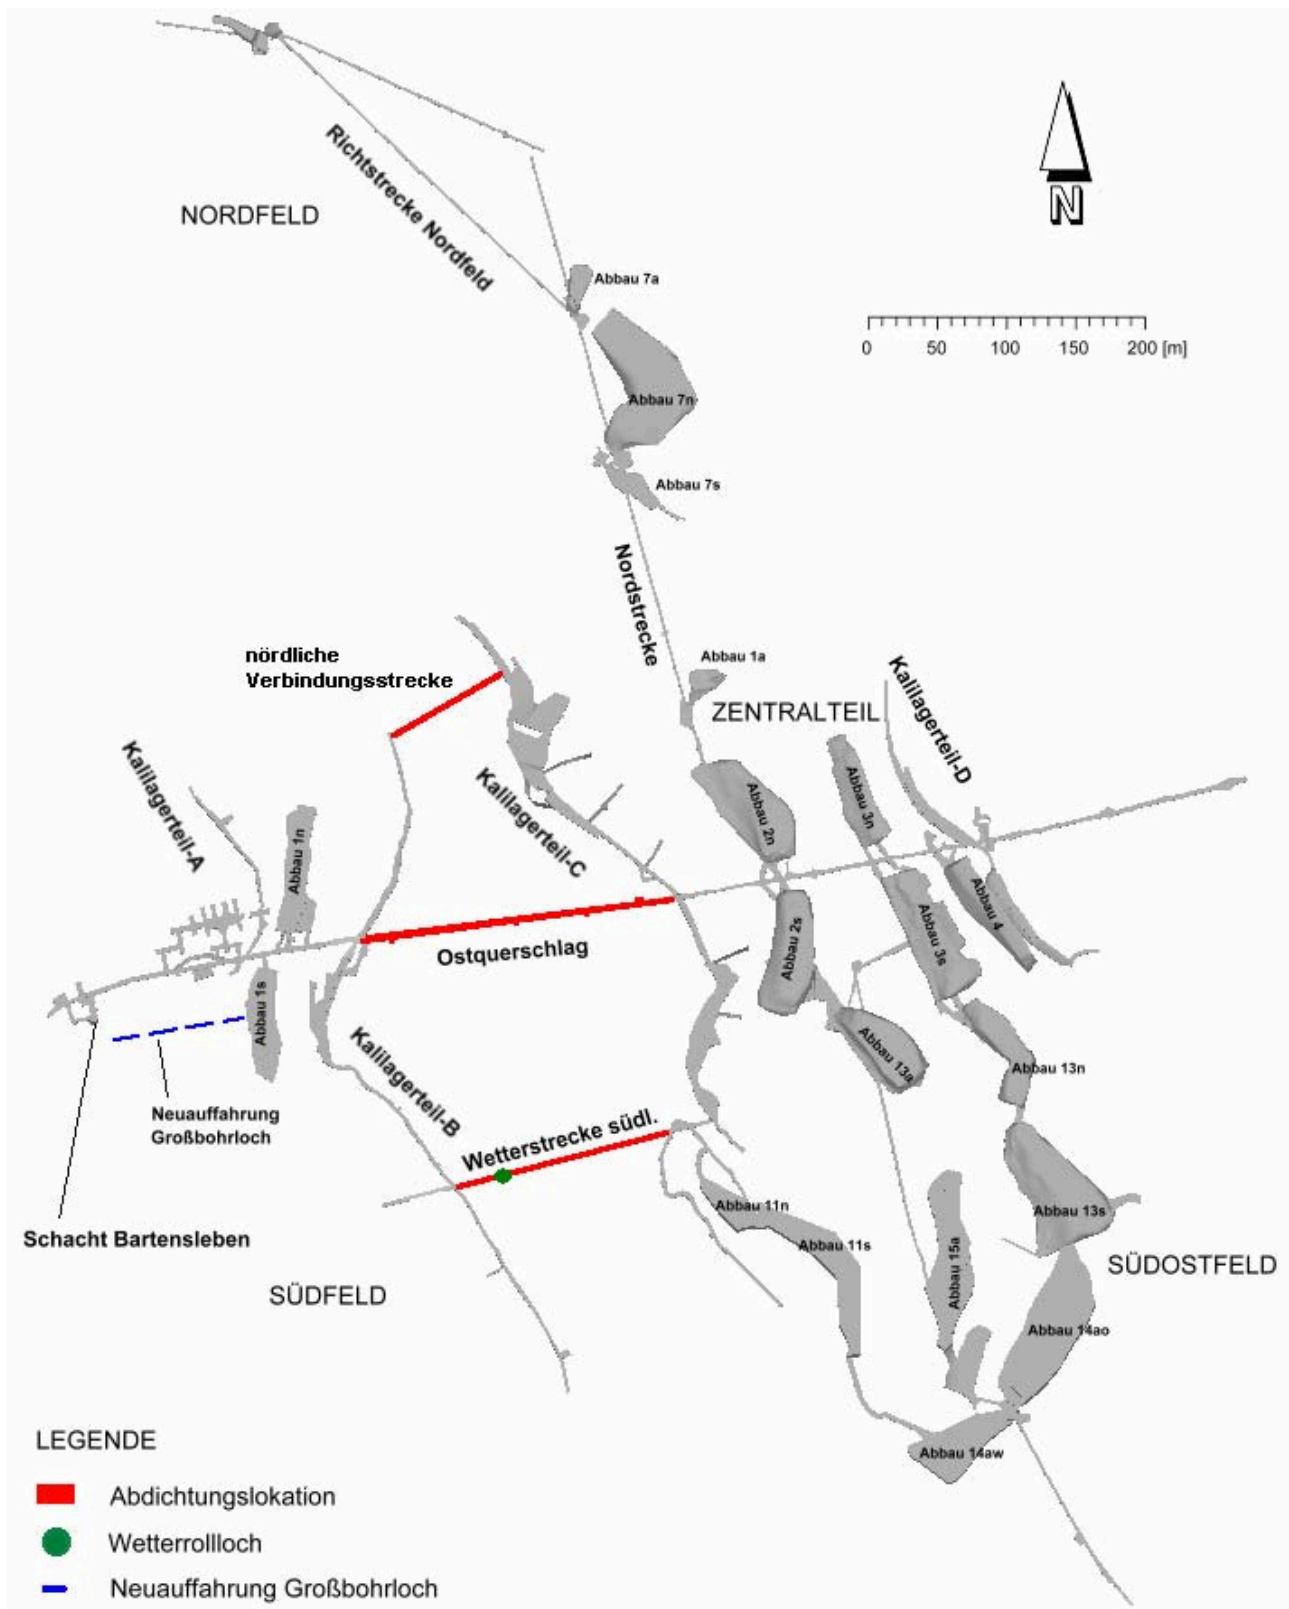 Richtstrecke Nordfeld
NORDFELD
N
Abbau 7a
0 50 100 150 200 [m]
Abbau 7n
Abbau 7s
Nordstrecke
nördliche
Verbindungsstrecke
Abbau 1a
Kalilagerteil-D
ZENTRALTEIL
Kalilagerteil-A
Kalilagerteil-C
Abbau 1n
Abbau 2n
Abbau 3n
Abbau 4
Ostquerschlag
Abbau 2s
Abbau 3s
Abbau 1s
Kalilagerteil-B
Abbau 13a
Abbau 13n
Neuauffahrung
Großbohrloch
Wetterstrecke südl.
Abbau 11n
Abbau 13s
Schacht Bartensleben
Abbau 11s
Abbau 15a
SÜDOSTFELD
SÜDFELD
Abbau 14ao
LEGENDE
Abbau 14aw
Abdichtungslokation
Wetterrollloch
Neuauffahrung Großbohrloch